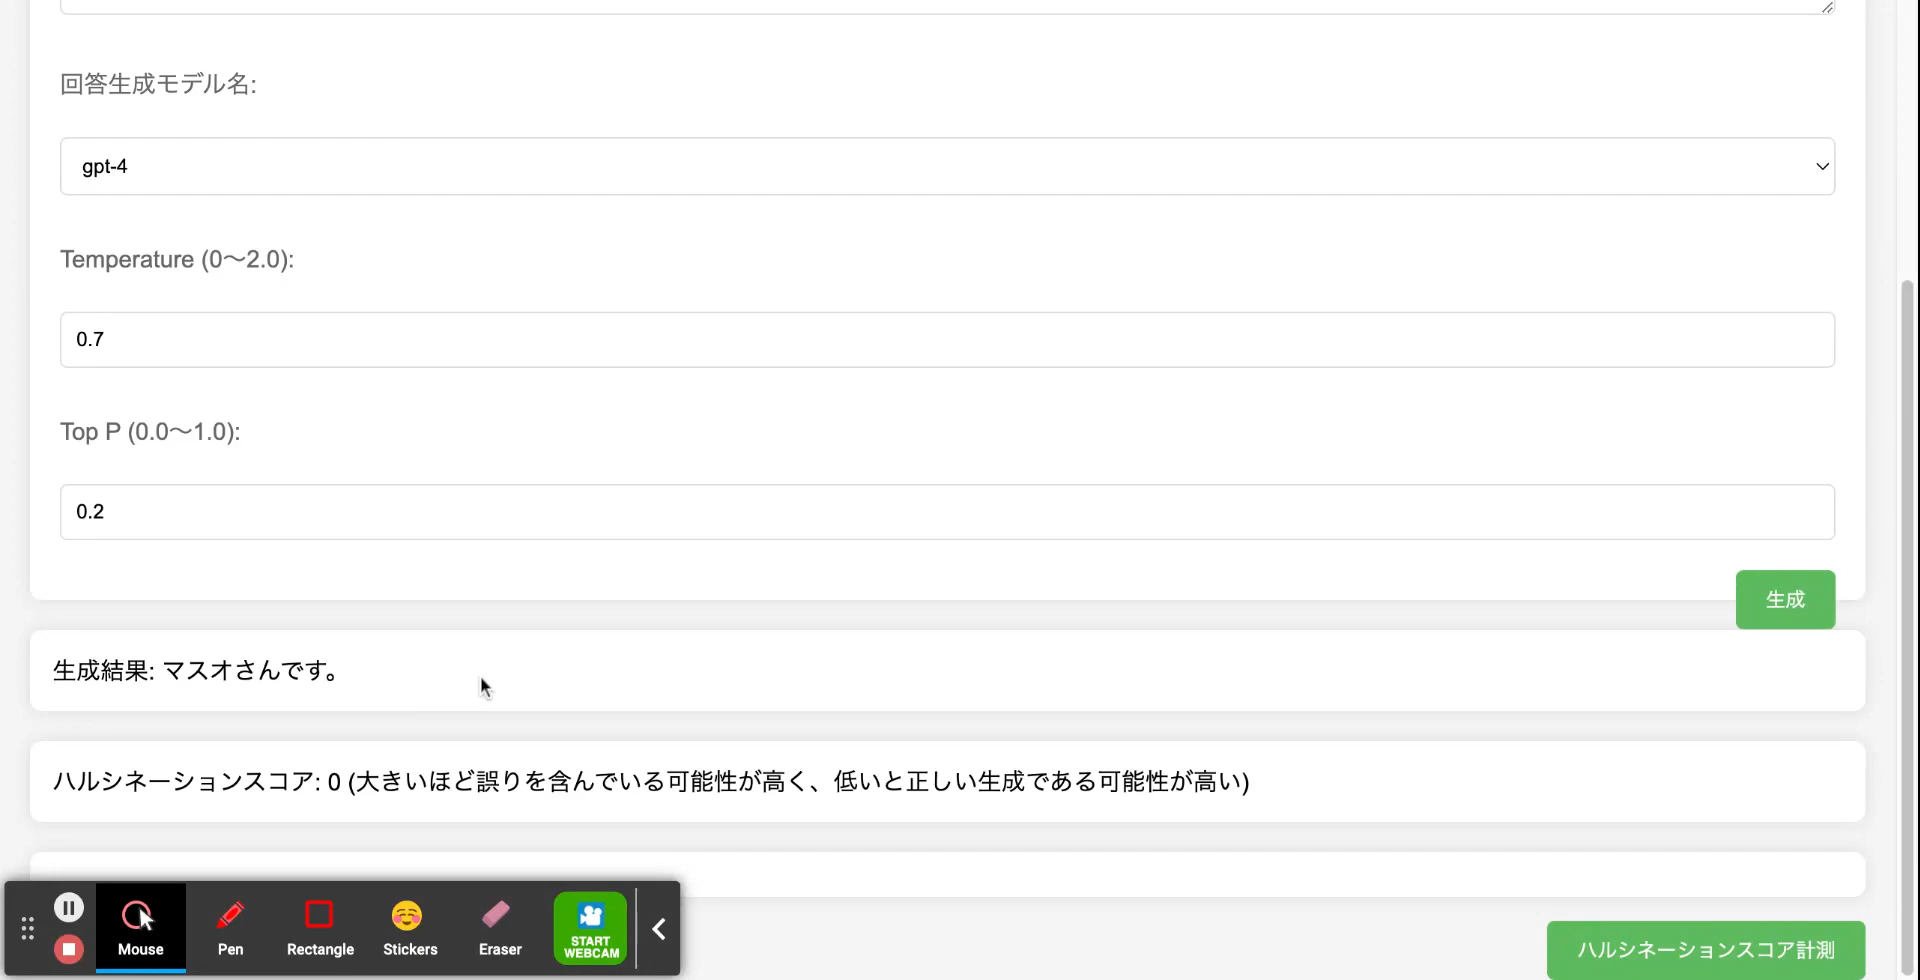 回答生成モデル名:
gpt-4
Temperature (0〜2.0):
0.7
Top P (0.0〜1.0):
0.2
生成
生成結果: マスオさんです。
ハルシネーションスコア: 0 (大きいほど誤りを含んでいる可能性が高く、低いと正しい生成である可能性が高い)
Mouse
Pen
Rectangle
Stickers
Eraser
START
WEBCAM
ハルシネーションスコア計測